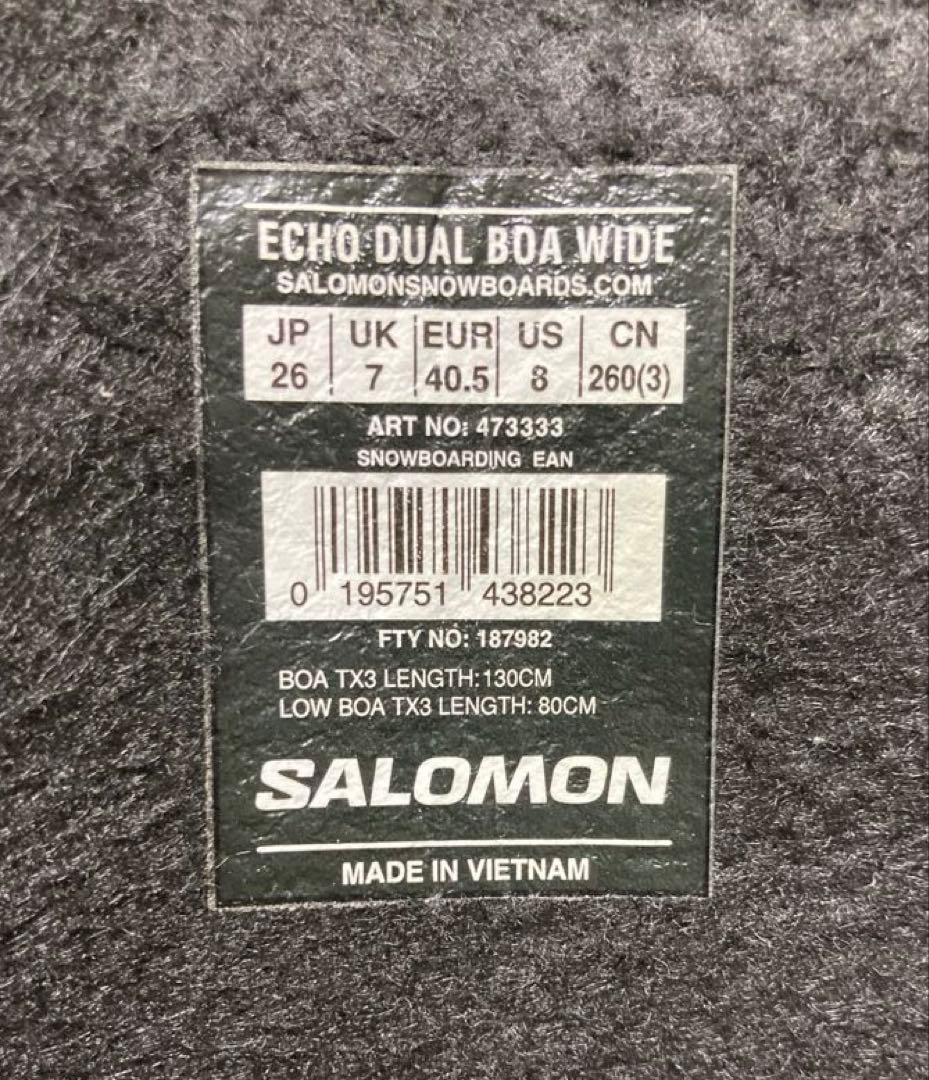 ECHO DUAL BOA WIDE
SALOMONSNOWBOARDS.COM
JP UK EUR US CN
26 7 40.5 8 260(3)
ART NO: 473333
SNOWBOARDING EAN
0 195751 438223
FTY NO: 187982
BOA TX3 LENGTH:130CM
LOW BOA TX3 LENGTH: 80CM
SALOMON
MADE IN VIETNAM